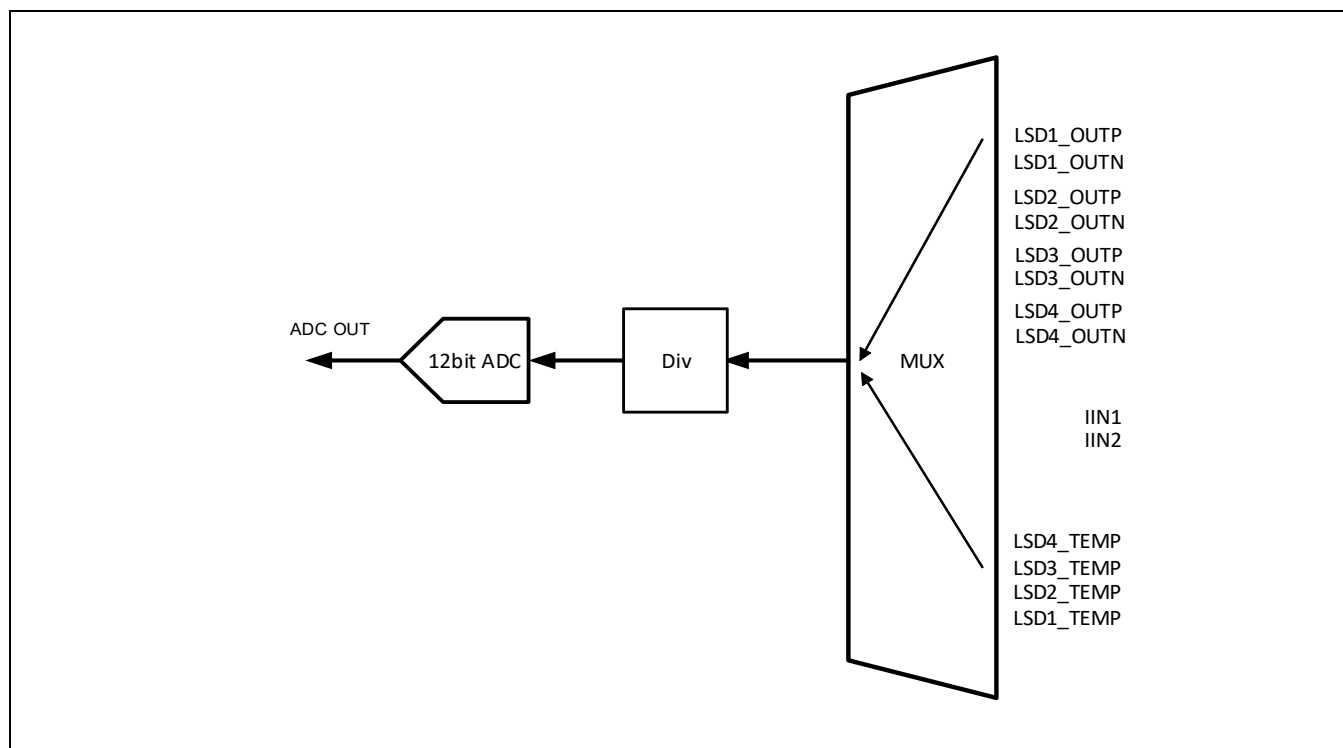 LSD1_OUTP
LSD1_OUTN
LSD2_OUTP
LSD2_OUTN
LSD3_OUTP
LSD3_OUTN
LSD4_OUTP
LSD4_OUTN
ADC OUT
12bit ADC
Div
MUX
IIN1
IIN2
LSD4_TEMP
LSD3_TEMP
LSD2_TEMP
LSD1_TEMP